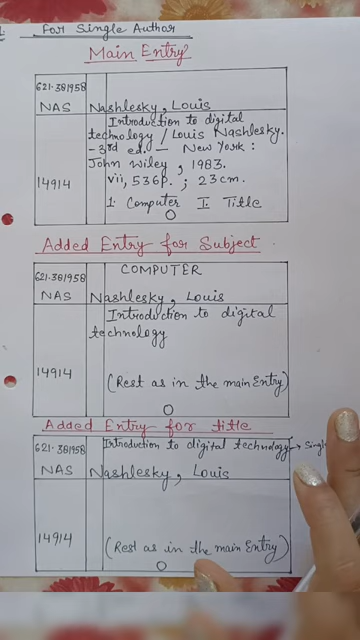 For Single Author
Main Entry
621.381958
NAS Nashlesky, Louis
Introduction to digital
technology / Louis Nashlesky.
-3rd ed. — New York :
John Wiley, 1983.
14914 vii, 536p. ; 23cm.
1. Computer I Title
Added Entry for Subject
621.381958 COMPUTER
NAS Nashlesky, Louis
Introduction to digital
technology
14914 (Rest as in the main Entry)
Added Entry for title
621.381958 Introduction to digital technology → Singl
NAS Nashlesky, Louis
14914 (Rest as in the main Entry)